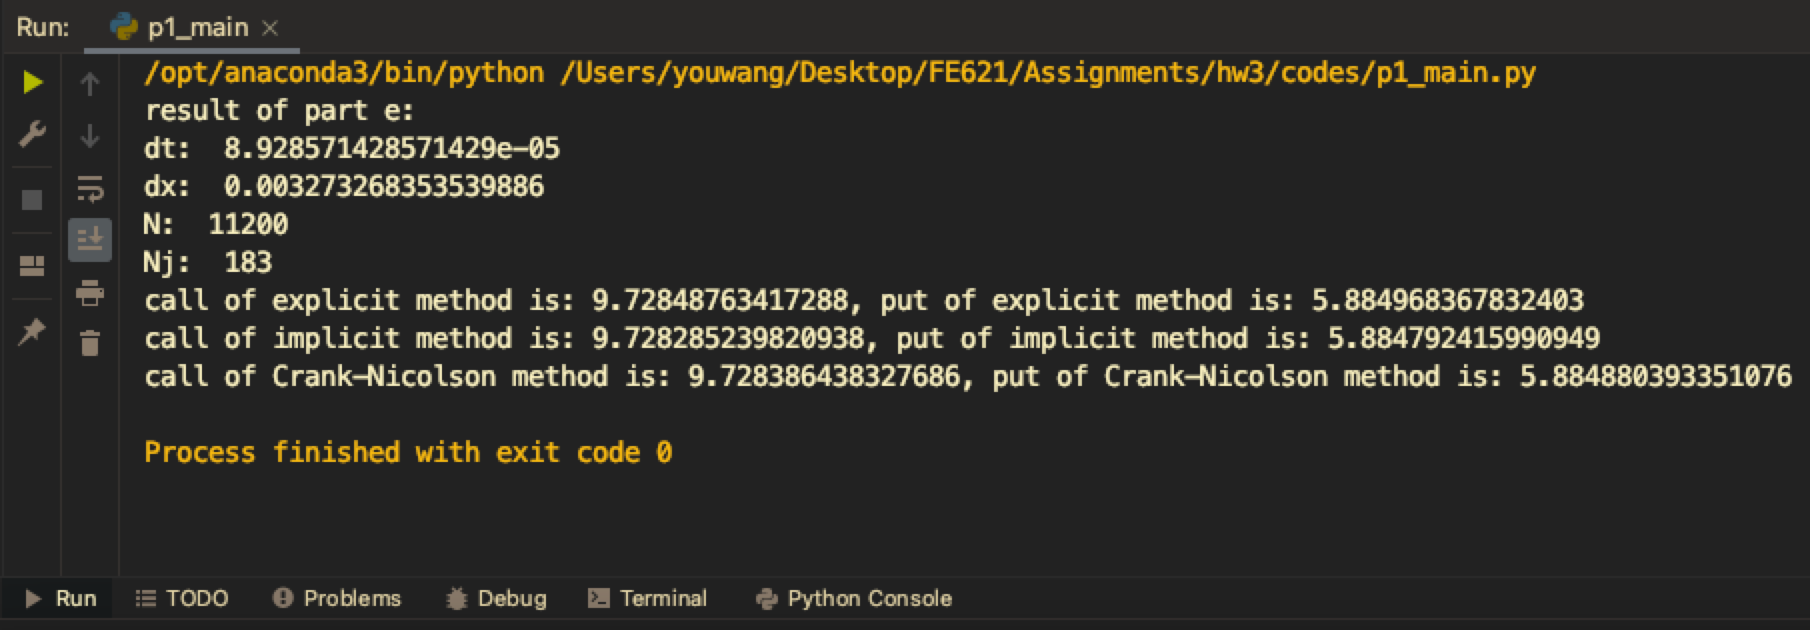 Run: p1_main
/opt/anaconda3/bin/python /Users/youwang/Desktop/FE621/Assignments/hw3/codes/p1_main.py
result of part e:
dt:  8.928571428571429e-05
dx:  0.003273268353539886
N:  11200
Nj:  183
call of explicit method is: 9.72848763417288, put of explicit method is: 5.884968367832403
call of implicit method is: 9.728285239820938, put of implicit method is: 5.884792415990949
call of Crank-Nicolson method is: 9.728386438327686, put of Crank-Nicolson method is: 5.884880393351076
Process finished with exit code 0
Run TODO Problems Debug Terminal Python Console